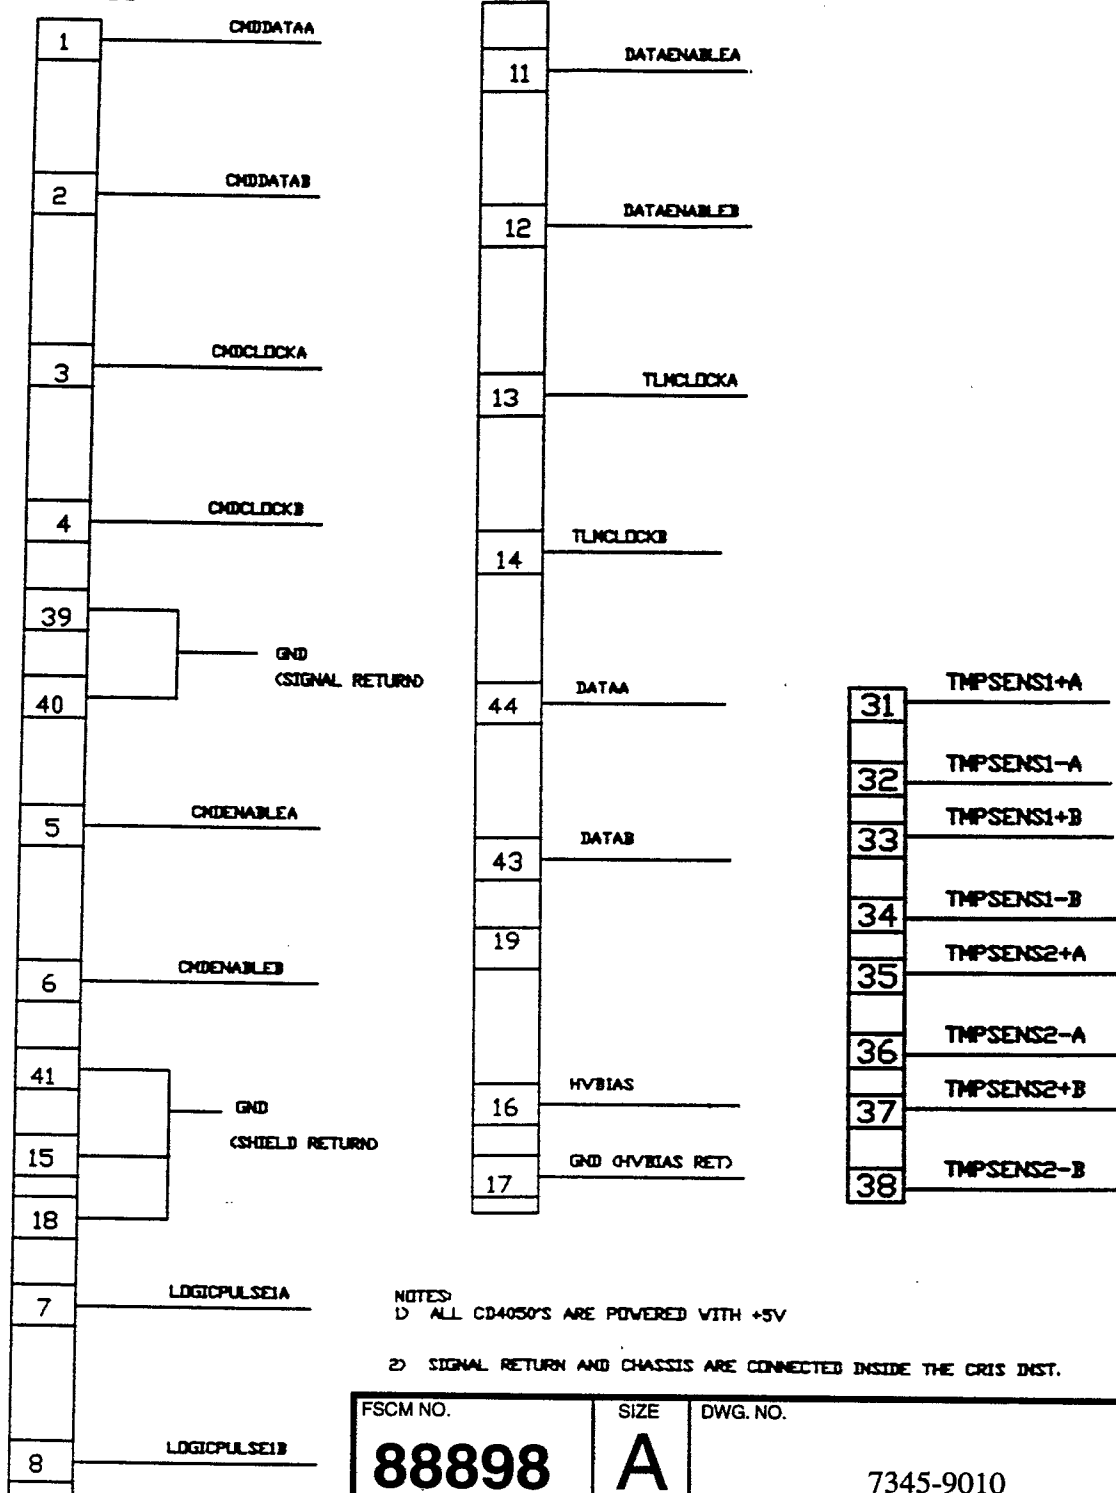 1 CMDDATAA
2 CMDDATAB
3 CMDCLOCKA
4 CMDCLOCKB
39
GND
(SIGNAL RETURN)
40
5 CMDENABLEA
6 CMDENABLEB
41
GND
(SHIELD RETURN)
15
18
7 LOGICPULSE1A
8 LOGICPULSE1B
11 DATAENABLEA
12 DATAENABLEB
13 TLMCLOCKA
14 TLMCLOCKB
44 DATAA
43 DATAB
19
16 HVBIAS
17 GND (HVBIAS RET)
31 TMPSENS1+A
32 TMPSENS1-A
33 TMPSENS1+B
34 TMPSENS1-B
35 TMPSENS2+A
36 TMPSENS2-A
37 TMPSENS2+B
38 TMPSENS2-B
NOTES:
1) ALL CD4050'S ARE POWERED WITH +5V
2) SIGNAL RETURN AND CHASSIS ARE CONNECTED INSIDE THE CRIS INST.
FSCM NO.
88898
SIZE
A
DWG. NO.
7345-9010